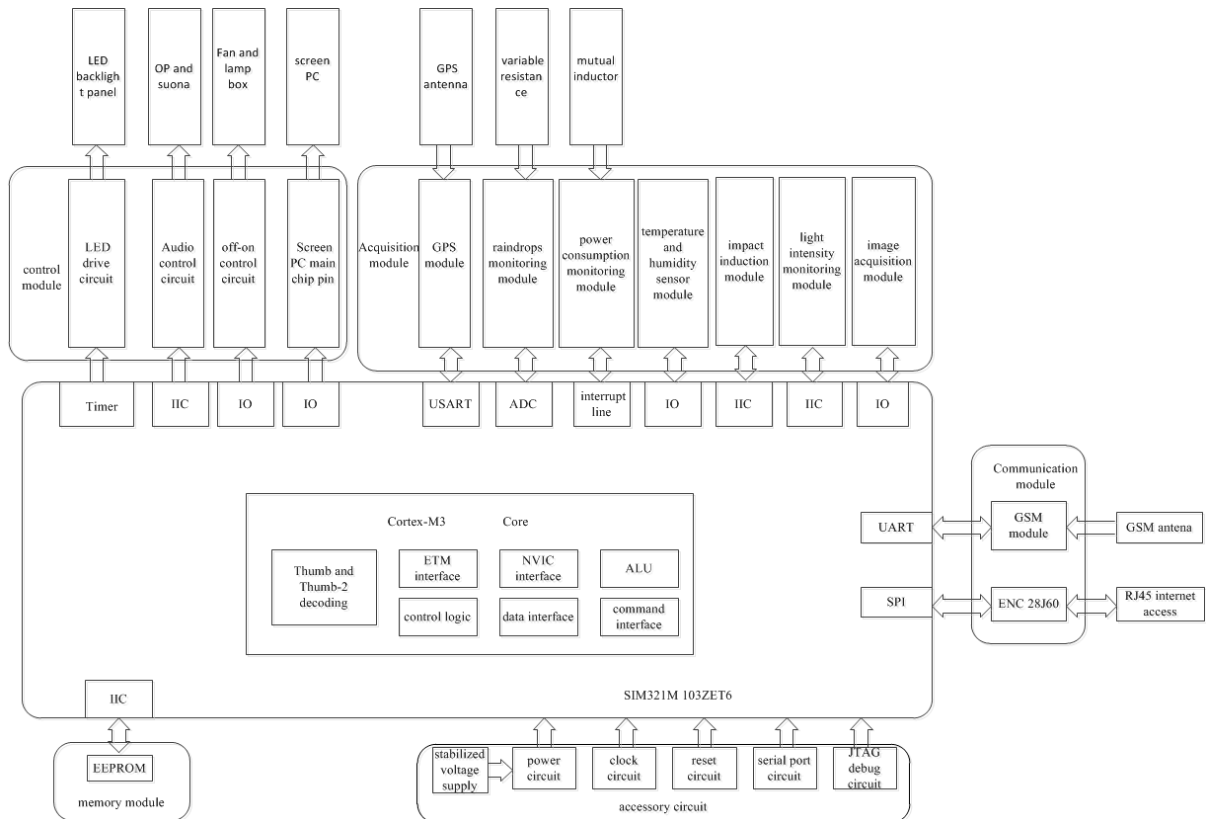 LED
backligh
t panel
OP and
suona
Fan and
lamp
box
screen
PC
GPS
antenna
variable
resistan
ce
mutual
inductor
control
module
LED
drive
circuit
Audio
control
circuit
off-on
control
circuit
Screen
PC main
chip pin
Acquisition
module
GPS
module
raindrops
monitoring
module
power
consumption
monitoring
module
temperature
and
humidity
sensor
module
impact
induction
module
light
intensity
monitoring
module
image
acquisition
module
Timer
IIC
IO
IO
USART
ADC
interrupt
line
IO
IIC
IIC
IO
Cortex-M3 Core
Thumb and
Thumb-2
decoding
ETM
interface
NVIC
interface
ALU
control logic
data interface
command
interface
UART
SPI
Communication
module
GSM
module
GSM antena
ENC 28J60
RJ45 internet
access
IIC
SIM321M 103ZET6
EEPROM
memory module
stabilized
voltage
supply
power
circuit
clock
circuit
reset
circuit
serial port
circuit
JTAG
debug
circuit
accessory circuit